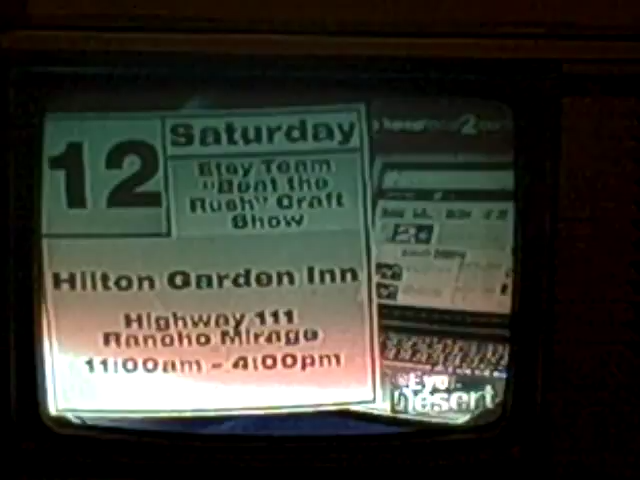 12
Saturday
Etsy Team
"Beat the
Rush" Craft
Show
Hilton Garden Inn
Highway 111
Rancho Mirage
11:00am - 4:00pm
Eye
Desert